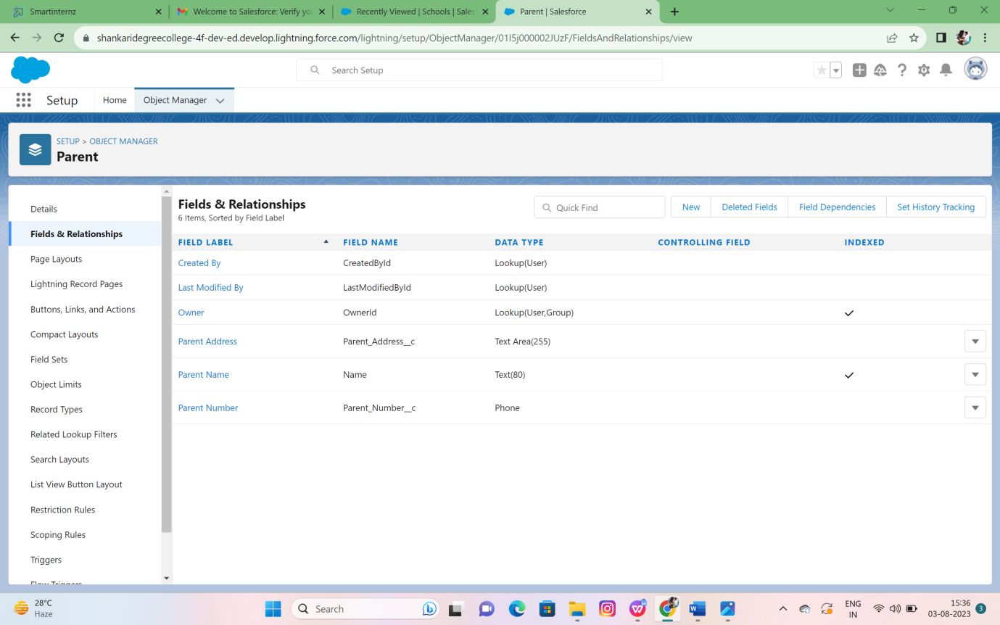 Smartinternz
Welcome to Salesforce: Verify yo
Recently Viewed | Schools | Sales
Parent | Salesforce
shankaridegreecollege-4f-dev-ed.develop.lightning.force.com/lightning/setup/ObjectManager/01I5j000002JUzF/FieldsAndRelationships/view
Search Setup
Setup
Home
Object Manager
SETUP > OBJECT MANAGER
Parent
Details
Fields & Relationships
Page Layouts
Lightning Record Pages
Buttons, Links, and Actions
Compact Layouts
Field Sets
Object Limits
Record Types
Related Lookup Filters
Search Layouts
List View Button Layout
Restriction Rules
Scoping Rules
Triggers
Flow Triggers
Fields & Relationships
6 Items, Sorted by Field Label
Quick Find
New
Deleted Fields
Field Dependencies
Set History Tracking
FIELD LABEL FIELD NAME DATA TYPE CONTROLLING FIELD INDEXED
Created By CreatedById Lookup(User)
Last Modified By LastModifiedById Lookup(User)
Owner OwnerId Lookup(User,Group)
Parent Address Parent_Address__c Text Area(255)
Parent Name Name Text(80)
Parent Number Parent_Number__c Phone
28°C
Haze
Search
ENG
IN
15:36
03-08-2023
3